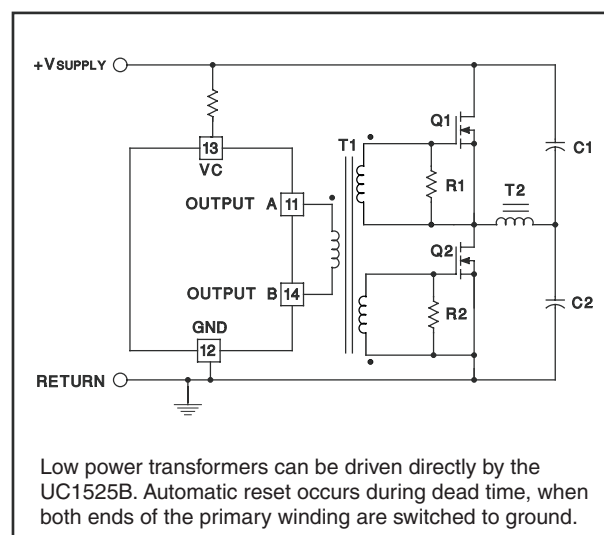 +VSUPPLY
Q1
13
T1
C1
VC
R1
T2
OUTPUT A 11
Q2
OUTPUT B 14
R2
C2
GND
12
RETURN
Low power transformers can be driven directly by the
UC1525B. Automatic reset occurs during dead time, when
both ends of the primary winding are switched to ground.